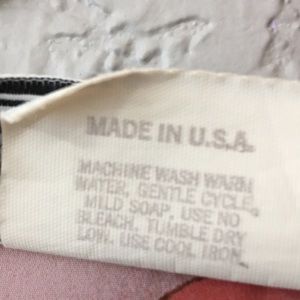 MADE IN U.S.A.
MACHINE WASH WARM
WATER, GENTLE CYCLE,
MILD SOAP, USE NO
BLEACH, TUMBLE DRY
LOW, USE COOL IRON.